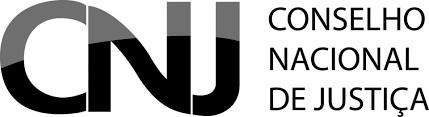 CNJ
CONSELHO
NACIONAL
DE JUSTIÇA